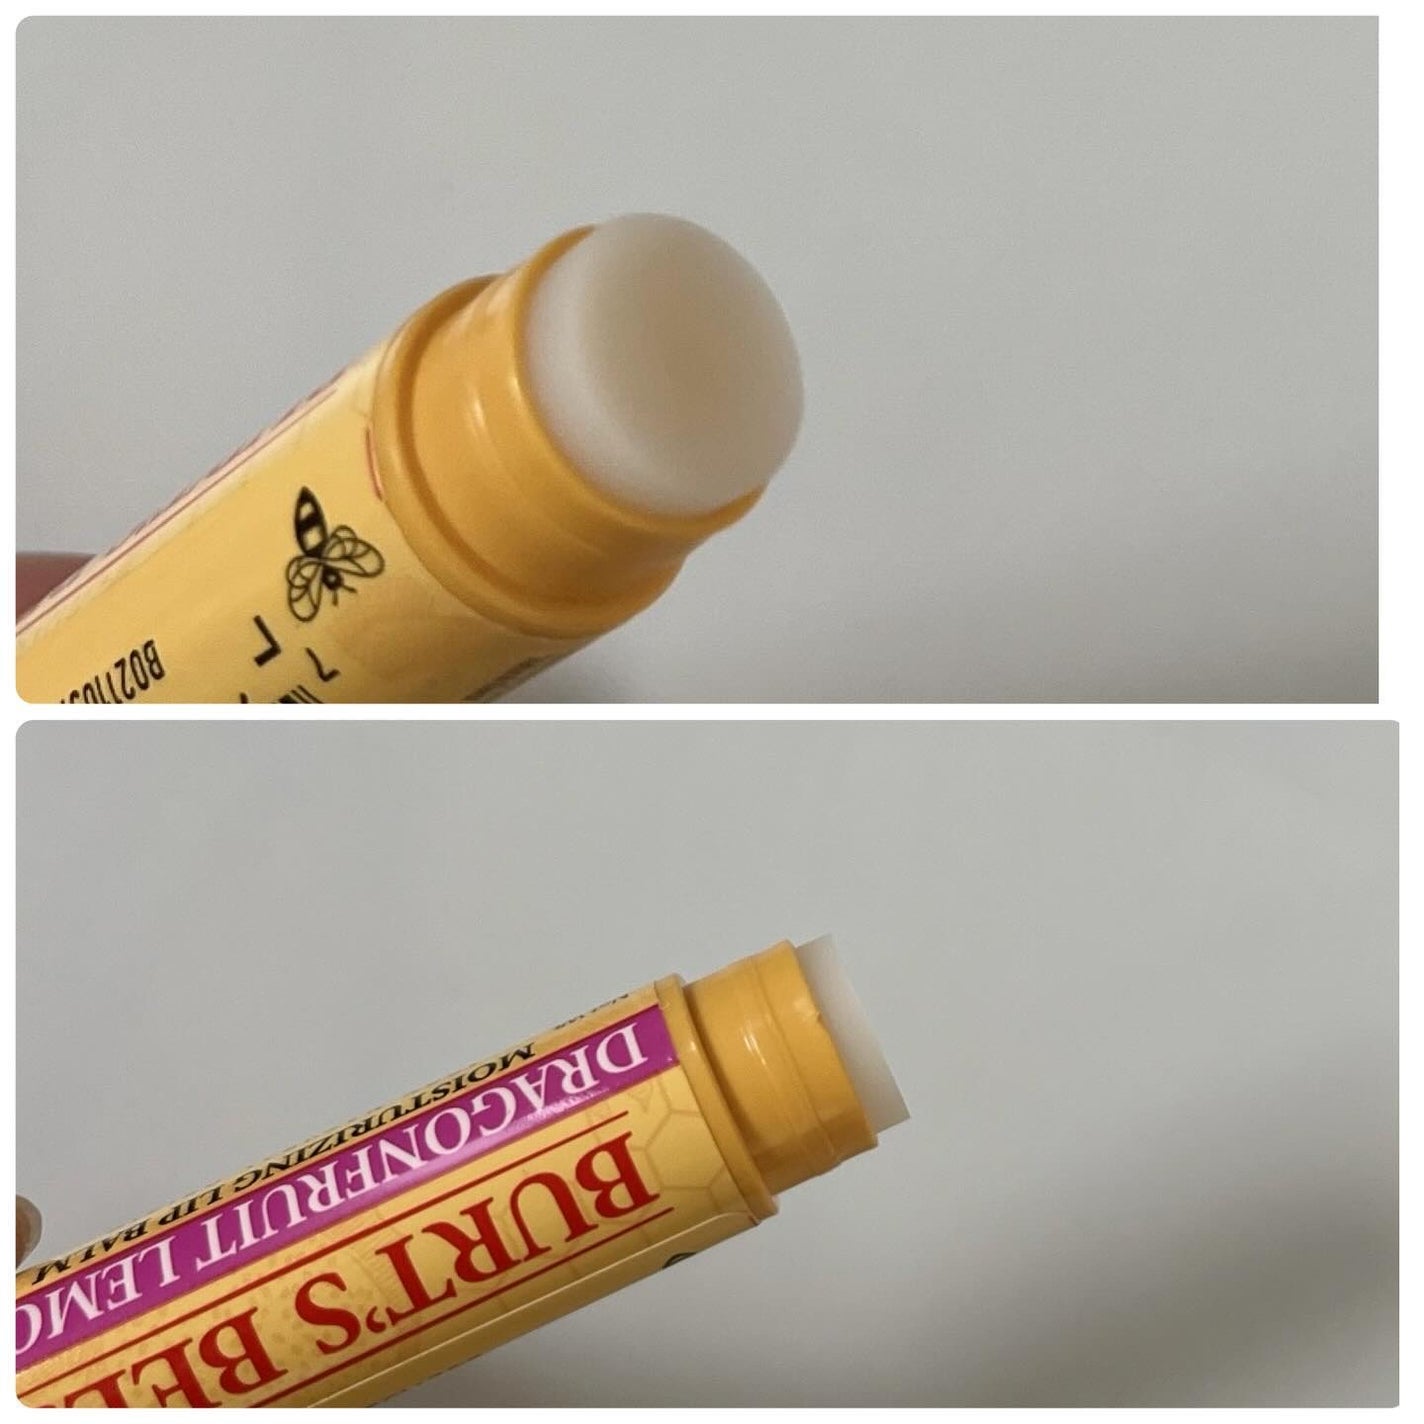 B02110
BURT'S BEE
DRAGONFRUIT LEMO
MOISTURIZING LIP BALM